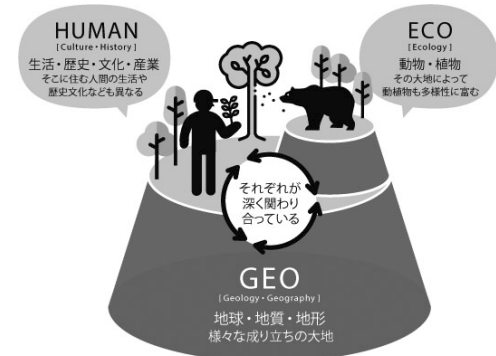 HUMAN
[Culture・History]
生活・歴史・文化・産業
そこに住む人間の生活や
歴史文化なども異なる
ECO
[Ecology]
動物・植物
その大地によって
動植物も多様性に富む
それぞれが
深く関わり
合っている
GEO
[Geology・Geography]
地球・地質・地形
様々な成り立ちの大地